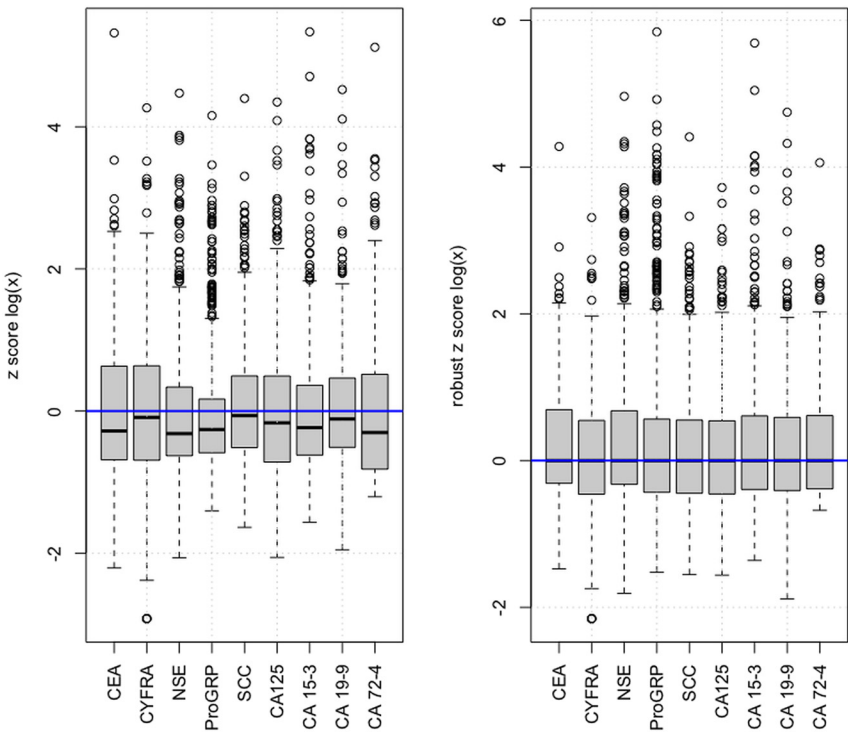 z score log(x)
4
2
0
-2
CEA
CYFRA
NSE
ProGRP
SCC
CA125
CA 15-3
CA 19-9
CA 72-4
robust z score log(x)
6
4
2
0
-2
CEA
CYFRA
NSE
ProGRP
SCC
CA125
CA 15-3
CA 19-9
CA 72-4